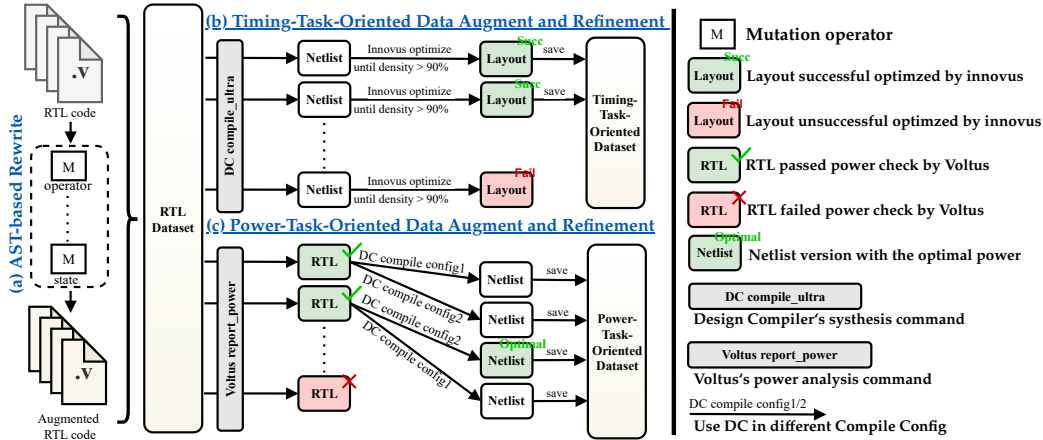 (a) AST-based Rewrite
.v
RTL code
M
operator
M
state
.v
Augmented
RTL code
RTL
Dataset
(b) Timing-Task-Oriented Data Augment and Refinement
DC compile_ultra
Netlist
Innovus optimize
until density > 90%
Succ
Layout
save
Netlist
Innovus optimize
until density > 90%
Succ
Layout
save
Netlist
Innovus optimize
until density > 90%
Fail
Layout
Timing-
Task-
Oriented
Dataset
(c) Power-Task-Oriented Data Augment and Refinement
Voltus report_power
RTL
RTL
RTL
DC compile config1
DC compile config2
DC compile config2
DC compile config1
Netlist
save
Netlist
save
Optimal
Netlist
save
Netlist
save
Power-
Task-
Oriented
Dataset
M
Mutation operator
Succ
Layout
Layout successful optimzed by innovus
Fail
Layout
Layout unsuccessful optimized by innovus
RTL
RTL passed power check by Voltus
RTL
RTL failed power check by Voltus
Optimal
Netlist
Netlist version with the optimal power
DC compile_ultra
Design Compiler's systhesis command
Voltus report_power
Voltus's power analysis command
DC compile config1/2
Use DC in different Compile Config